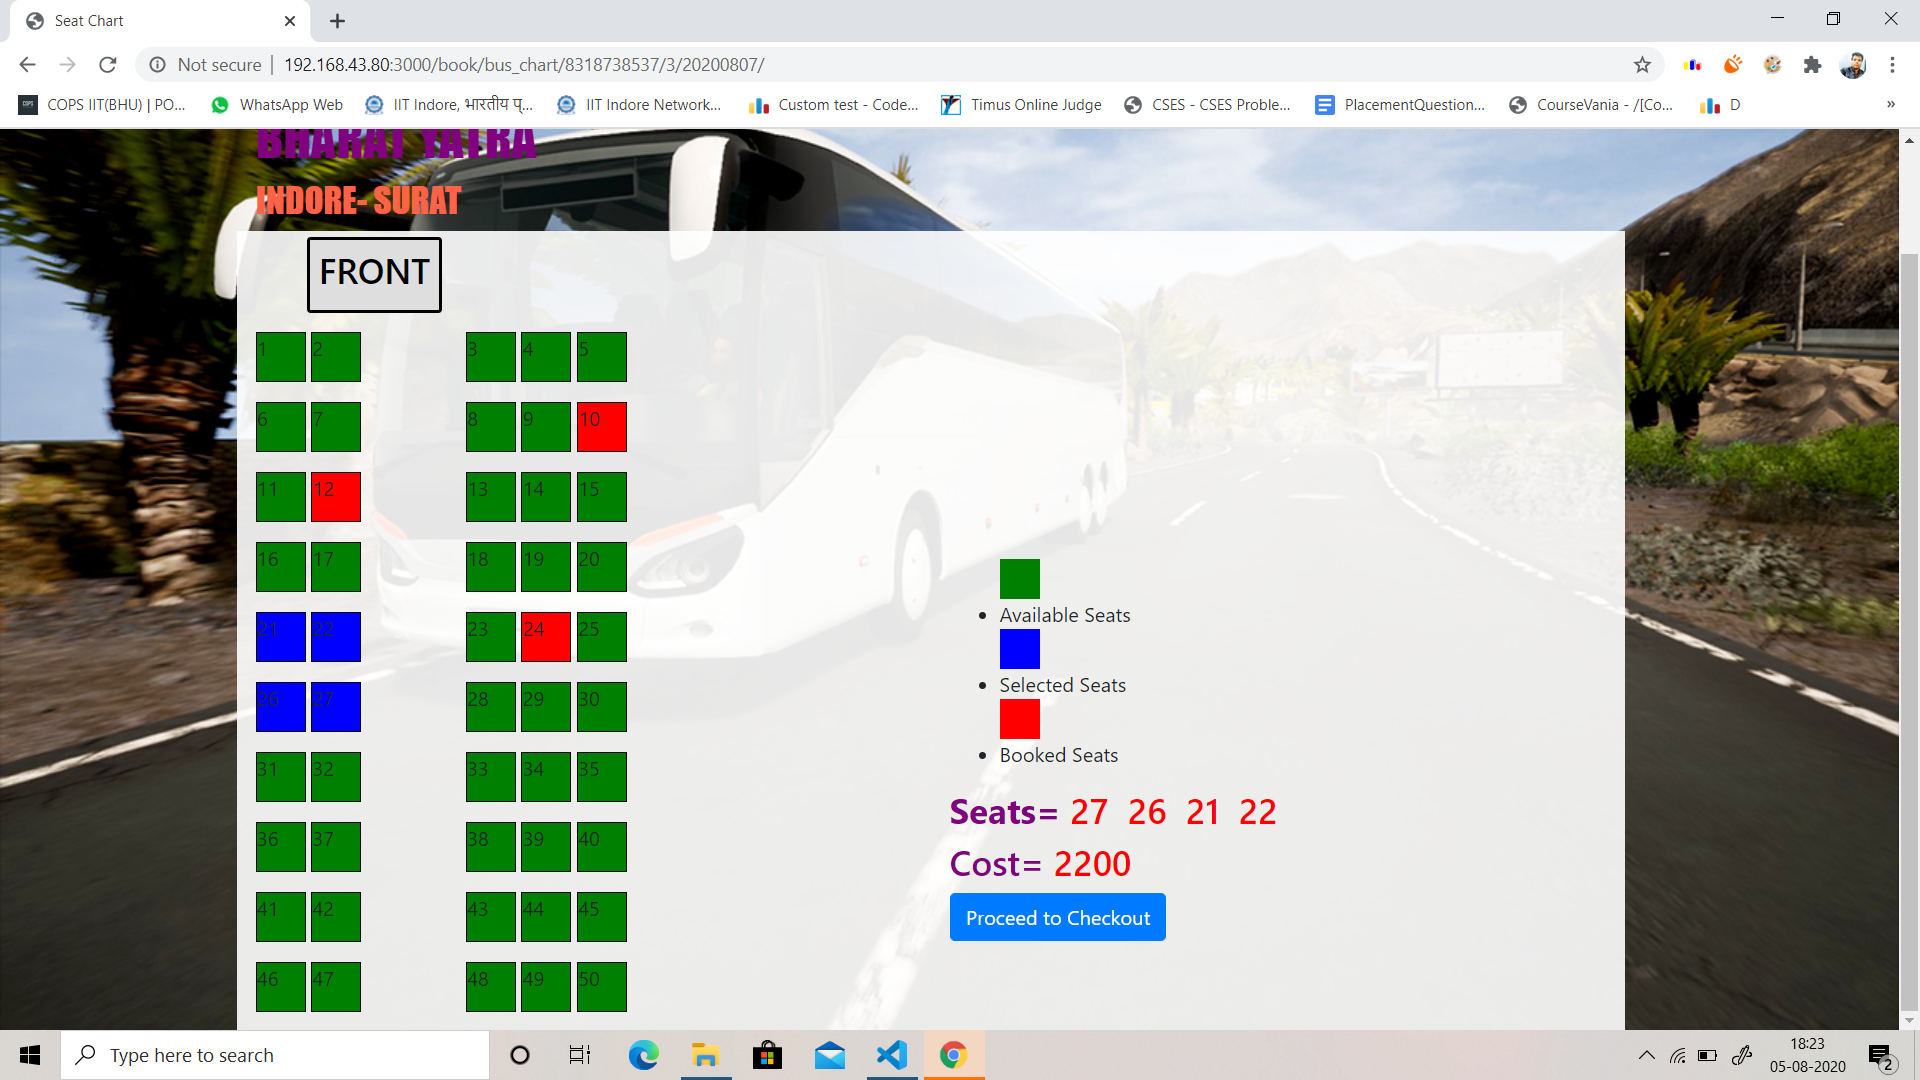 Seat Chart
Not secure | 192.168.43.80:3000/book/bus_chart/8318738537/3/20200807/
COPS IIT(BHU) | PO... WhatsApp Web IIT Indore, भारतीय प्... IIT Indore Network... Custom test - Code... Timus Online Judge CSES - CSES Proble... PlacementQuestion... CourseVania - /[Co... D »
BHARAT YATRA
INDORE- SURAT
FRONT
1 2 3 4 5
6 7 8 9 10
11 12 13 14 15
16 17 18 19 20
21 22 23 24 25
26 27 28 29 30
31 32 33 34 35
36 37 38 39 40
41 42 43 44 45
46 47 48 49 50
Available Seats
Selected Seats
Booked Seats
Seats= 27 26 21 22
Cost= 2200
Proceed to Checkout
Type here to search
18:23
05-08-2020
2